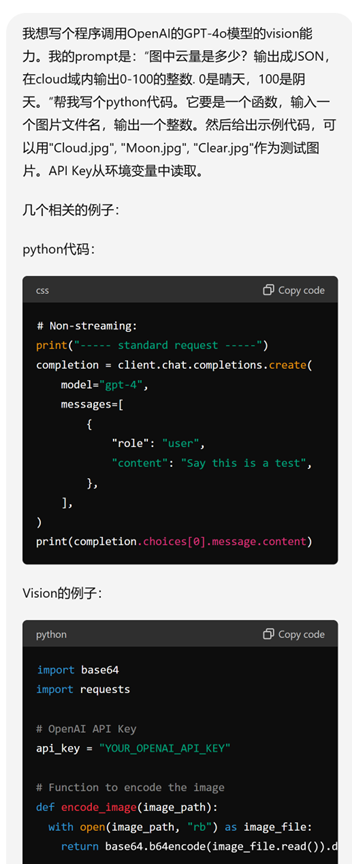 我想写个程序调用OpenAI的GPT-4o模型的vision能
力。我的prompt是：“图中云量是多少？输出成JSON，
在cloud域内输出0-100的整数. 0是晴天，100是阴
天。“帮我写个python代码。它要是一个函数，输入一
个图片文件名，输出一个整数。然后给出示例代码，可
以用"Cloud.jpg", "Moon.jpg", "Clear.jpg"作为测试图
片。API Key从环境变量中读取。
几个相关的例子：
python代码：
css Copy code
# Non-streaming:
print("----- standard request -----")
completion = client.chat.completions.create(
    model="gpt-4",
    messages=[
        {
            "role": "user",
            "content": "Say this is a test",
        },
    ],
)
print(completion.choices[0].message.content)
Vision的例子：
python Copy code
import base64
import requests
# OpenAI API Key
api_key = "YOUR_OPENAI_API_KEY"
# Function to encode the image
def encode_image(image_path):
  with open(image_path, "rb") as image_file:
    return base64.b64encode(image_file.read()).d